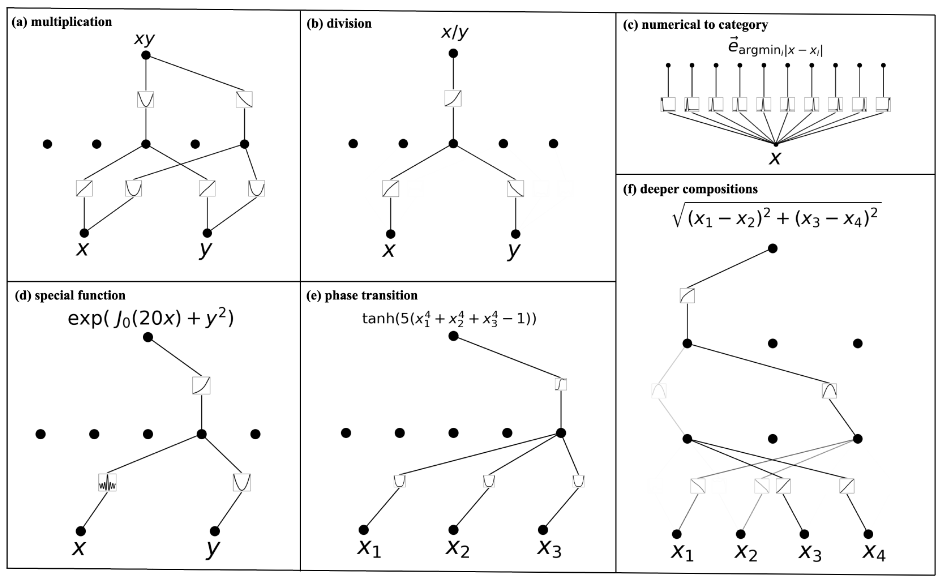 (a) multiplication
xy
x
y
(b) division
x/y
x
y
(c) numerical to category
e⃗_{argmin_i|x − x_i|}
x
(d) special function
exp( J₀(20x) + y²)
x
y
(e) phase transition
tanh(5(x₁⁴ + x₂⁴ + x₃⁴ − 1))
x₁
x₂
x₃
(f) deeper compositions
√((x₁ − x₂)² + (x₃ − x₄)²)
x₁
x₂
x₃
x₄